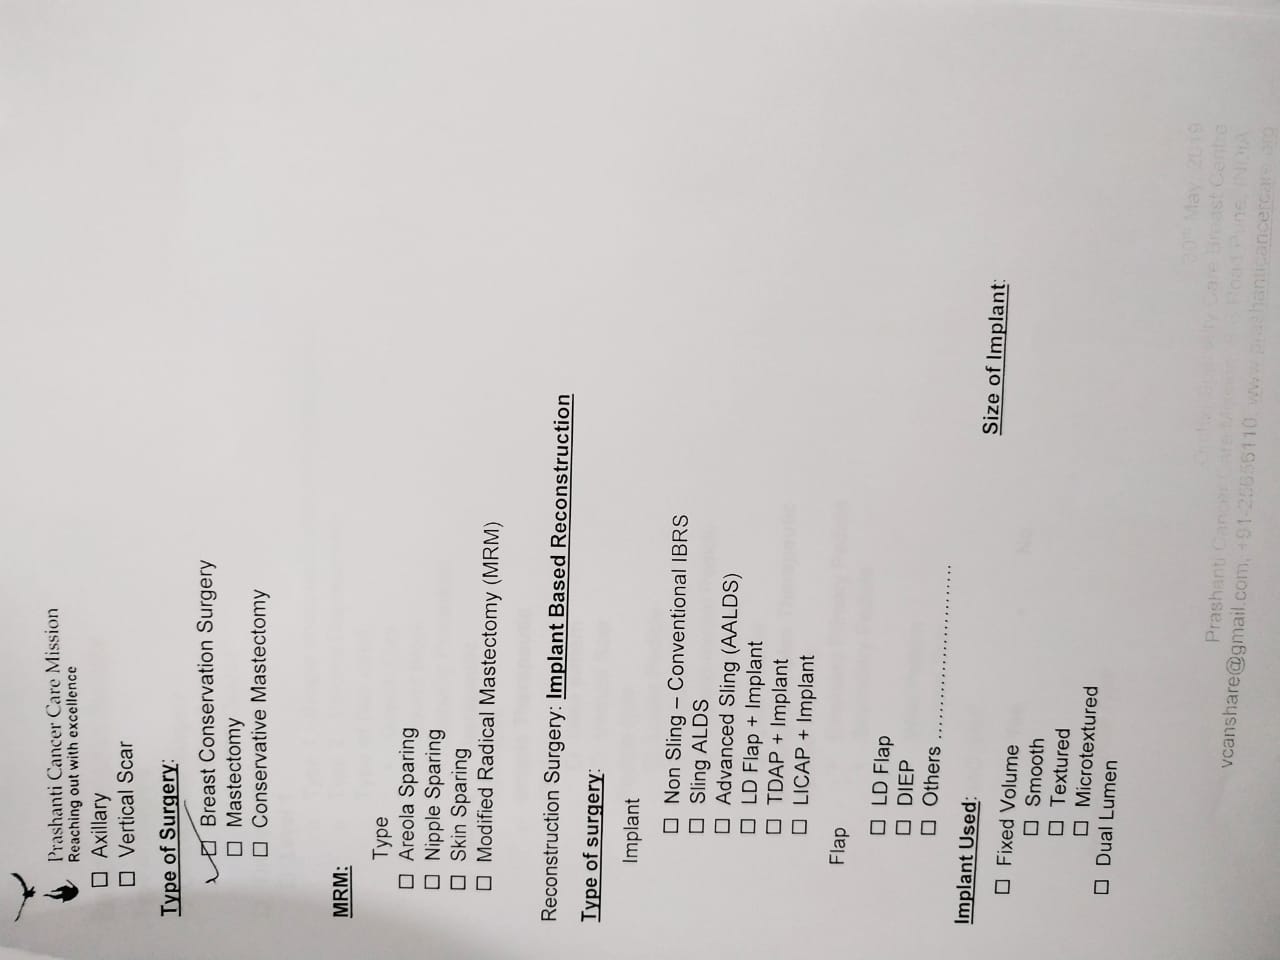 Prashanti Cancer Care Mission
Reaching out with excellence
☐ Axillary
☐ Vertical Scar
Type of Surgery:
☑ Breast Conservation Surgery
☐ Mastectomy
☐ Conservative Mastectomy
MRM:
Type
☐ Areola Sparing
☐ Nipple Sparing
☐ Skin Sparing
☐ Modified Radical Mastectomy (MRM)
Reconstruction Surgery: Implant Based Reconstruction
Type of surgery:
Implant
☐ Non Sling – Conventional IBRS
☐ Sling ALDS
☐ Advanced Sling (AALDS)
☐ LD Flap + Implant
☐ TDAP + Implant
☐ LICAP + Implant
Flap
☐ LD Flap
☐ DIEP
☐ Others ..............................
Implant Used: Size of Implant:
☐ Fixed Volume
☐ Smooth
☐ Textured
☐ Microtextured
☐ Dual Lumen
30th May, 2019
Care Breast Centre
Prashanti Cancer Care Mission, Road Pune, INDIA
vcanshare@gmail.com, +91-25656110 www.prashanticancercare.org